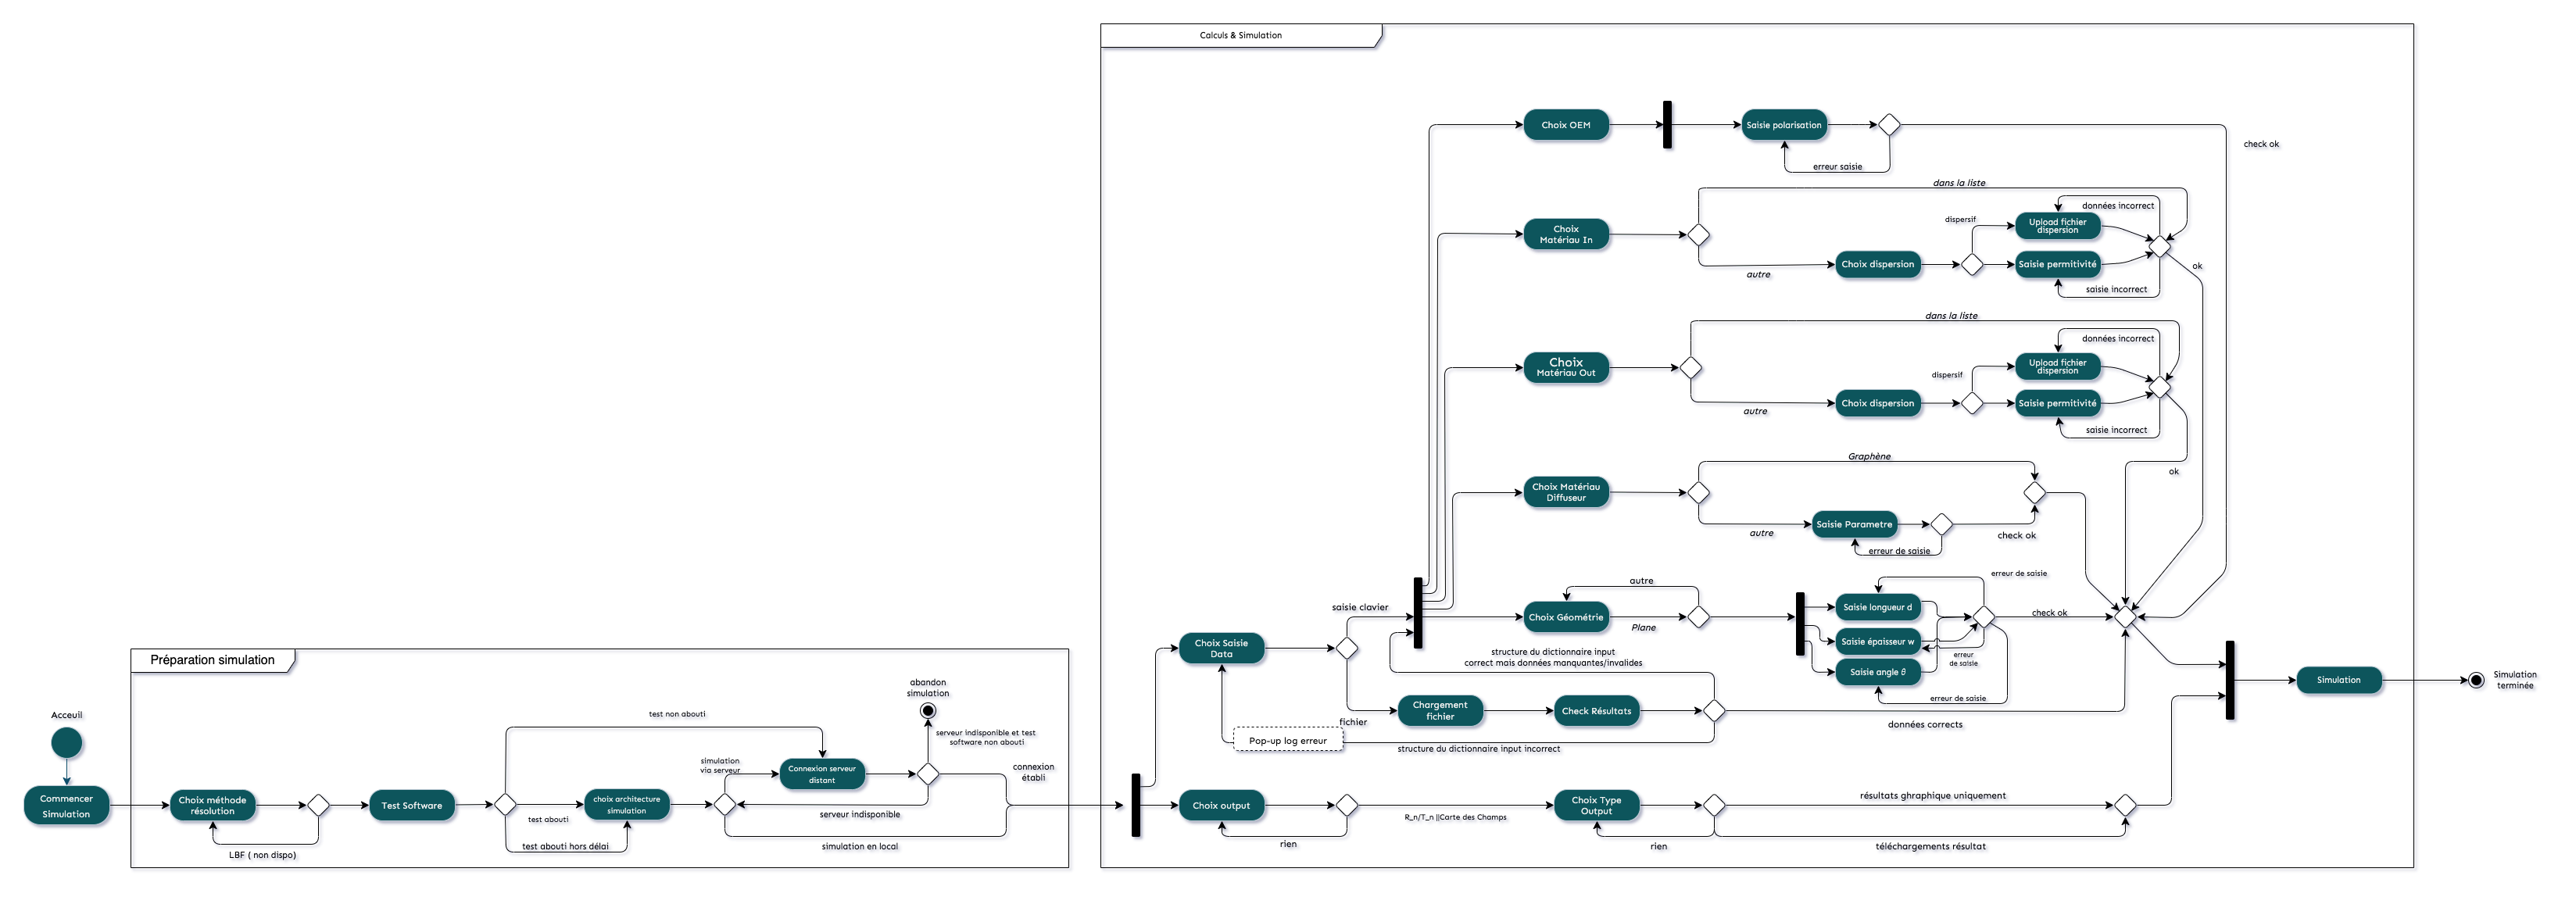 Calculs & Simulation
Choix OEM
Saisie polarisation
erreur saisie
check ok
dans la liste
Choix
Matériau In
autre
Choix dispersion
dispersif
données incorrect
Upload fichier
dispersion
Saisie permitivité
saisie incorrect
ok
dans la liste
Choix
Matériau Out
autre
Choix dispersion
dispersif
données incorrect
Upload fichier
dispersion
Saisie permitivité
saisie incorrect
ok
Graphène
Choix Matériau
Diffuseur
autre
Saisie Parametre
erreur de saisie
check ok
saisie clavier
autre
Choix Géométrie
Plane
erreur de saisie
Saisie longueur d
Saisie épaisseur w
Saisie angle θ
erreur
de saisie
erreur de saisie
check ok
Choix Saisie
Data
structure du dictionnaire input
correct mais données manquantes/invalides
Chargement
fichier
Check Résultats
fichier
données corrects
Pop-up log erreur
structure du dictionnaire input incorrect
Simulation
Simulation
terminée
Préparation simulation
Acceuil
Commencer
Simulation
Choix méthode
résolution
LBF ( non dispo)
Test Software
test non abouti
test abouti
test abouti hors délai
choix architecture
simulation
simulation
via serveur
Connexion serveur
distant
abandon
simulation
serveur indisponible et test
software non abouti
connexion
établi
serveur indisponible
simulation en local
Choix output
rien
R_n/T_n ||Carte des Champs
Choix Type
Output
rien
résultats ghraphique uniquement
téléchargements résultat